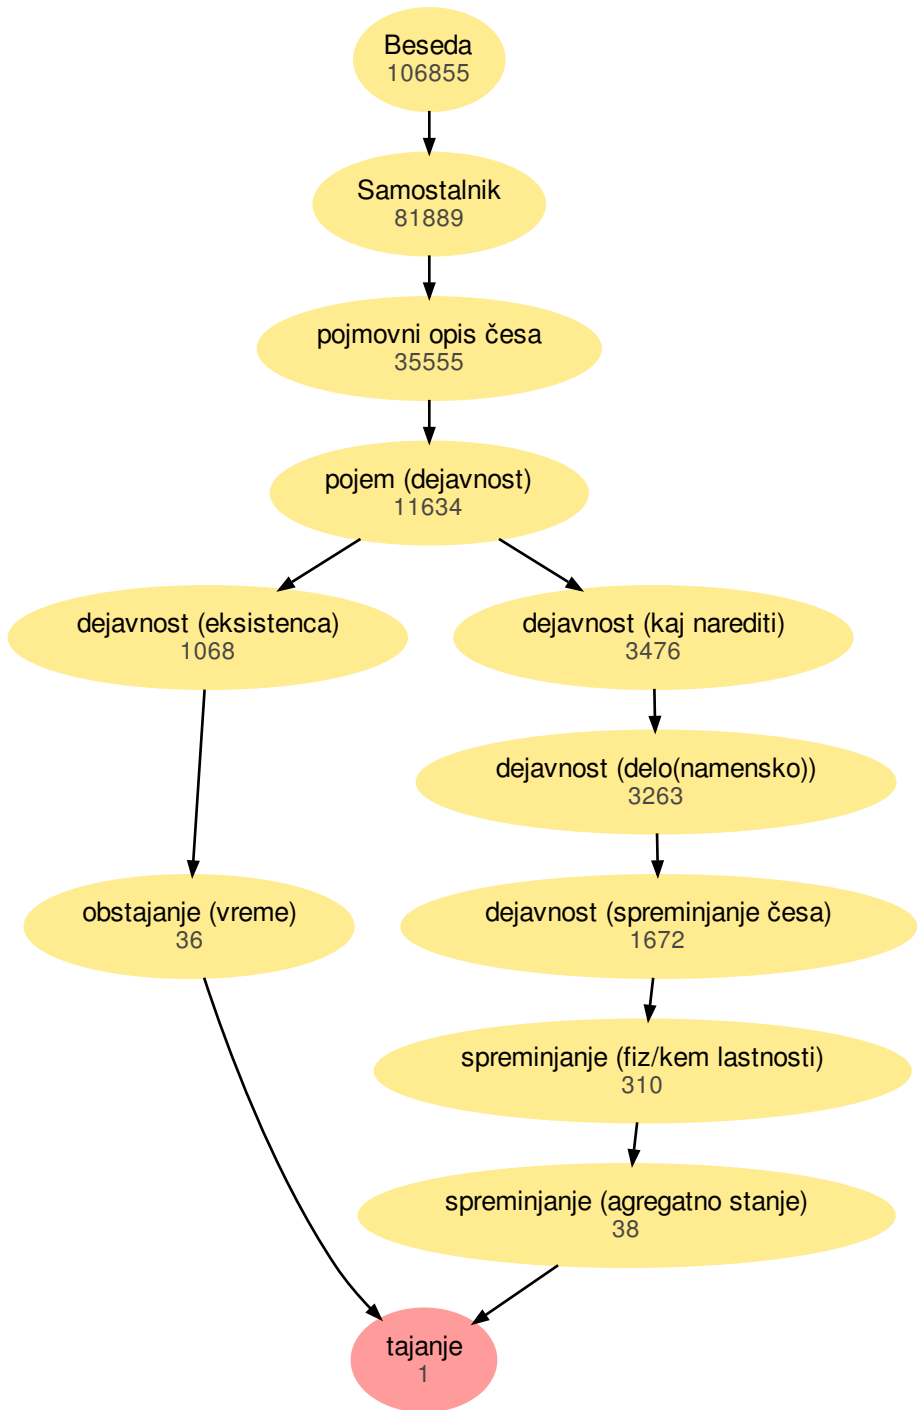 Beseda
106855
Samostalnik
81889
pojmovni opis česa
35555
pojem (dejavnost)
11634
dejavnost (eksistenca)
1068
dejavnost (kaj narediti)
3476
dejavnost (delo(namensko))
3263
obstajanje (vreme)
36
dejavnost (spreminjanje česa)
1672
spreminjanje (fiz/kem lastnosti)
310
spreminjanje (agregatno stanje)
38
tajanje
1